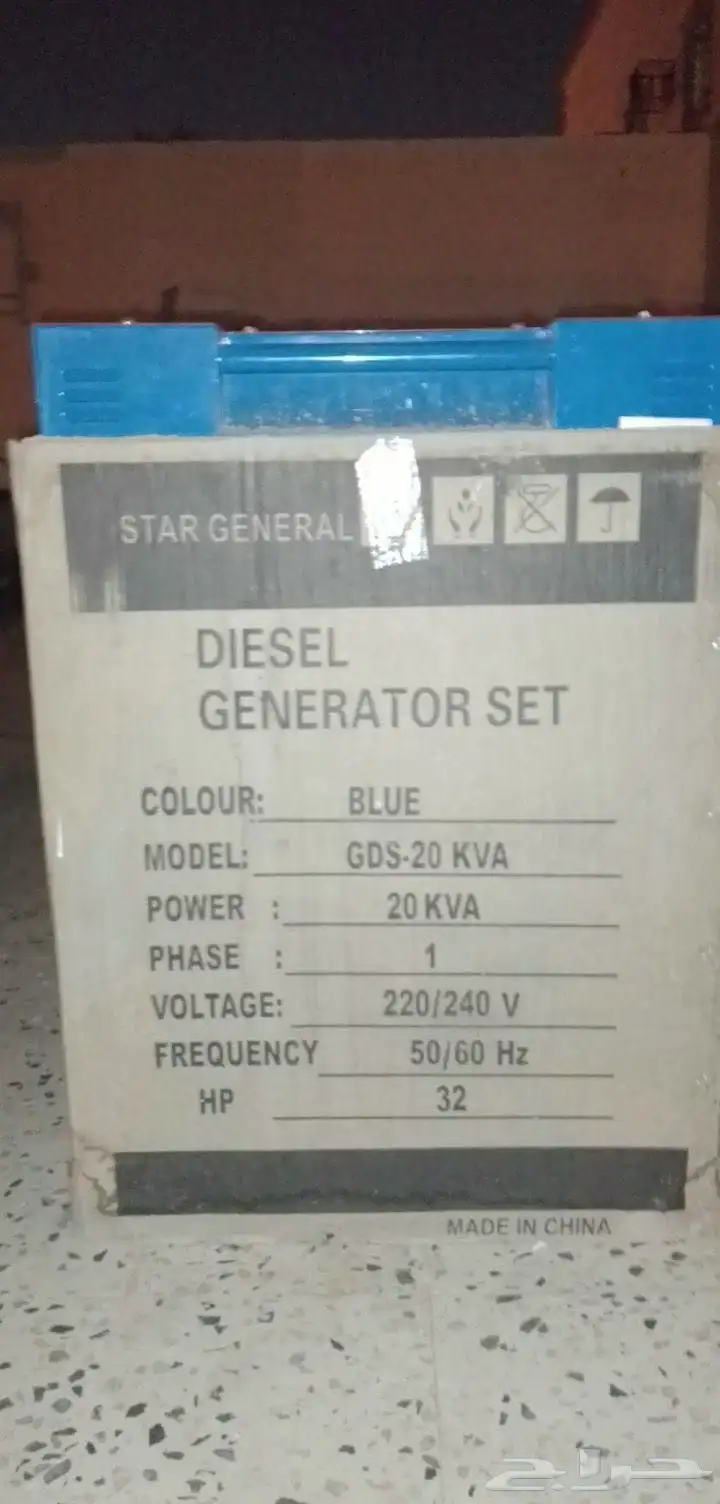 STAR GENERAL
DIESEL
GENERATOR SET
COLOUR: BLUE
MODEL: GDS-20 KVA
POWER : 20 KVA
PHASE : 1
VOLTAGE: 220/240 V
FREQUENCY 50/60 Hz
HP 32
MADE IN CHINA
حراج